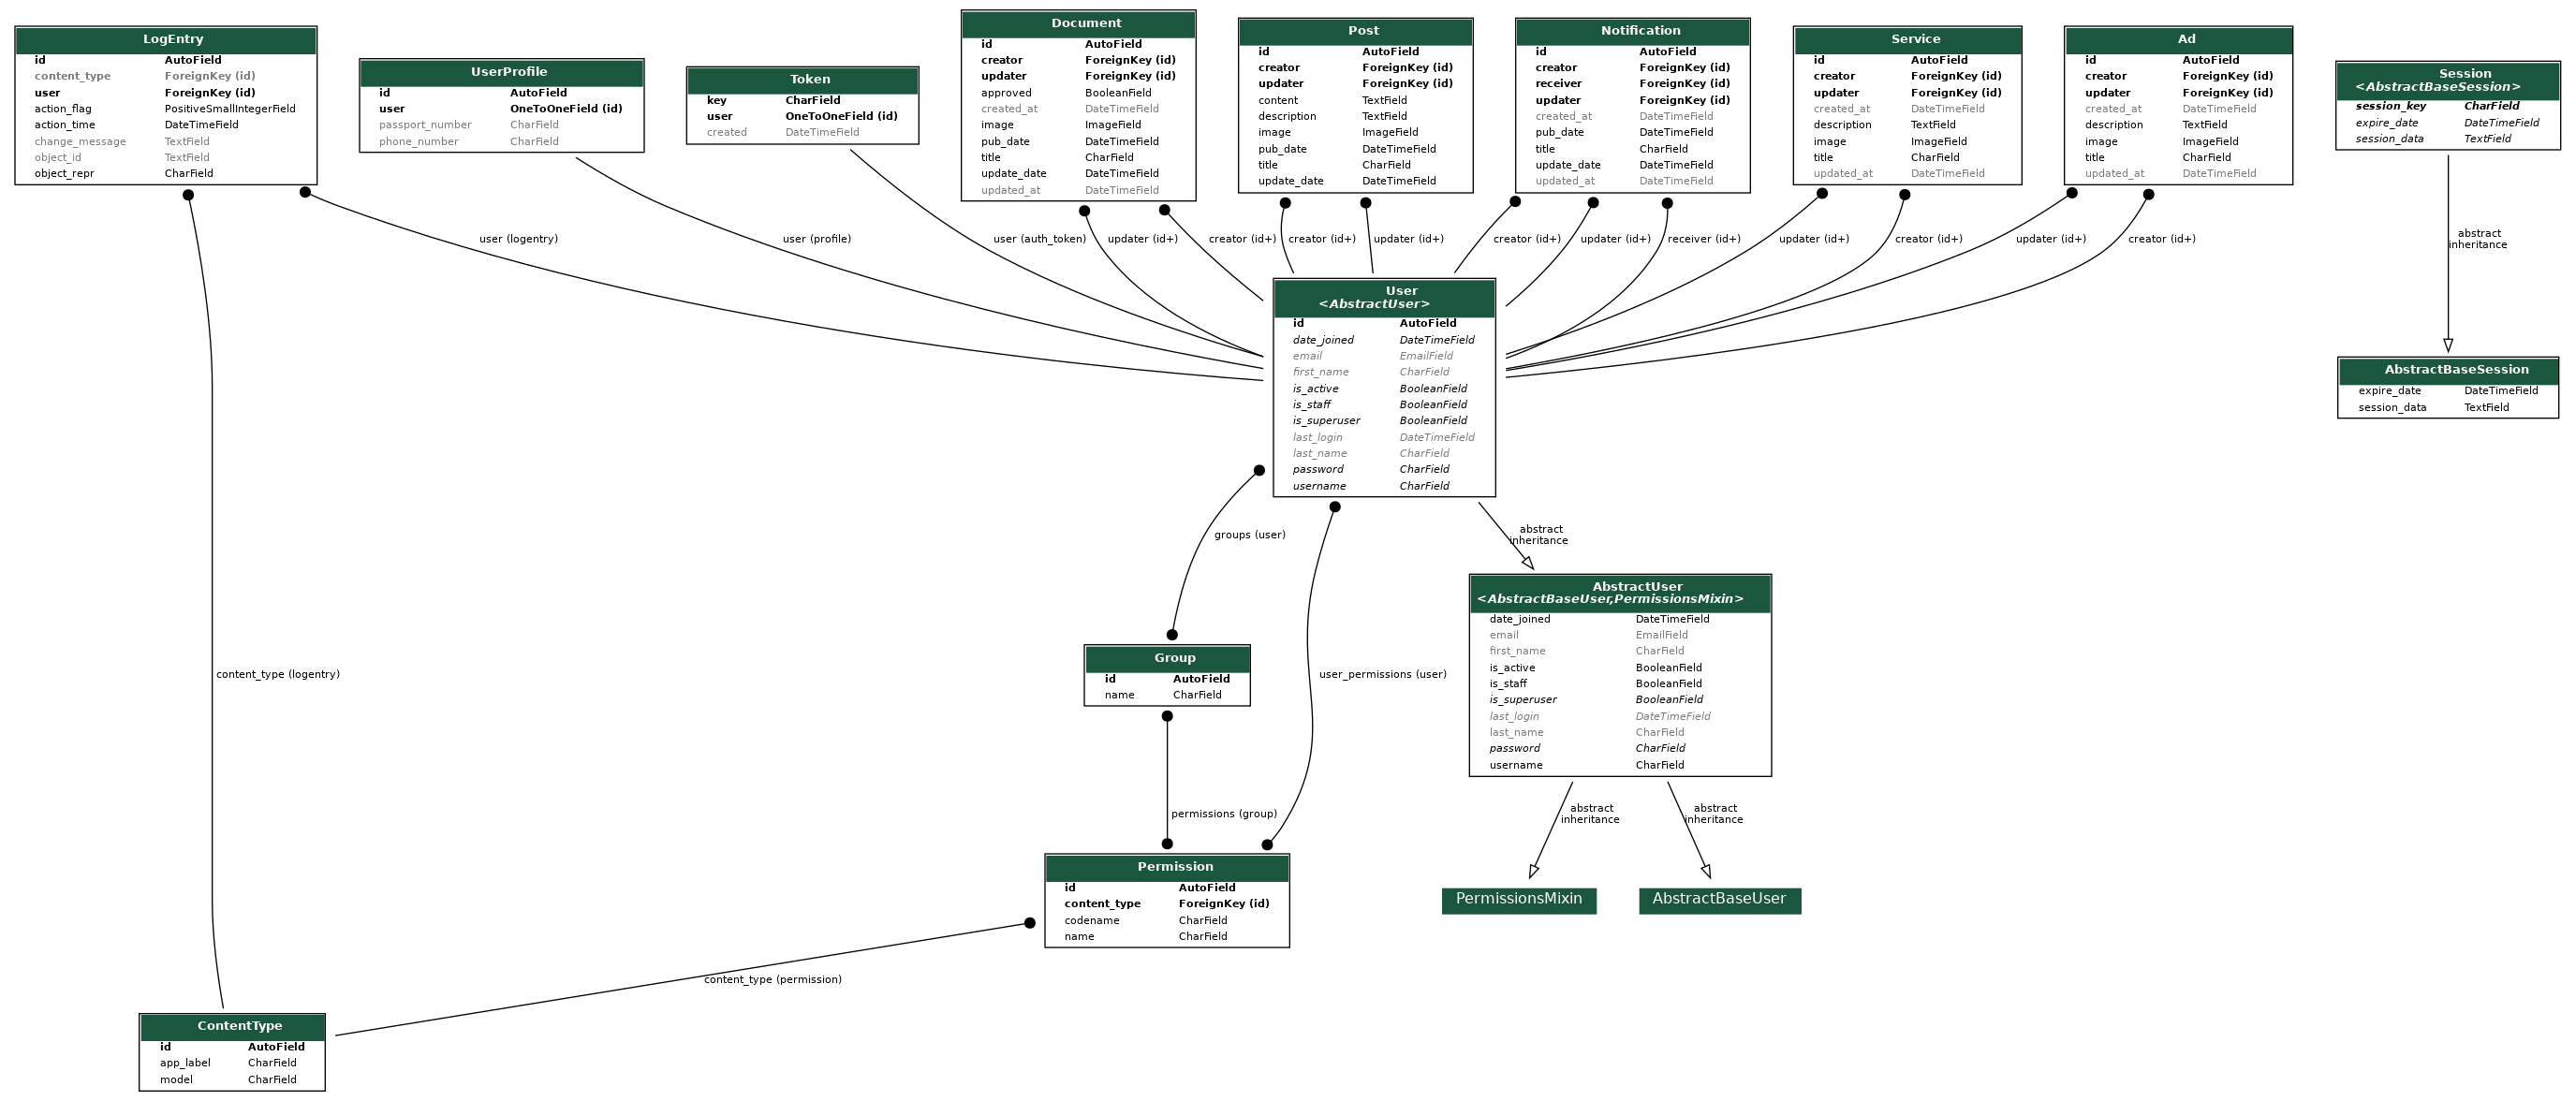 LogEntry
id AutoField
content_type ForeignKey (id)
user ForeignKey (id)
action_flag PositiveSmallIntegerField
action_time DateTimeField
change_message TextField
object_id TextField
object_repr CharField
UserProfile
id AutoField
user OneToOneField (id)
passport_number CharField
phone_number CharField
Token
key CharField
user OneToOneField (id)
created DateTimeField
Document
id AutoField
creator ForeignKey (id)
updater ForeignKey (id)
approved BooleanField
created_at DateTimeField
image ImageField
pub_date DateTimeField
title CharField
update_date DateTimeField
updated_at DateTimeField
Post
id AutoField
creator ForeignKey (id)
updater ForeignKey (id)
content TextField
description TextField
image ImageField
pub_date DateTimeField
title CharField
update_date DateTimeField
Notification
id AutoField
creator ForeignKey (id)
receiver ForeignKey (id)
updater ForeignKey (id)
created_at DateTimeField
pub_date DateTimeField
title CharField
update_date DateTimeField
updated_at DateTimeField
Service
id AutoField
creator ForeignKey (id)
updater ForeignKey (id)
created_at DateTimeField
description TextField
image ImageField
title CharField
updated_at DateTimeField
Ad
id AutoField
creator ForeignKey (id)
updater ForeignKey (id)
created_at DateTimeField
description TextField
image ImageField
title CharField
updated_at DateTimeField
Session
<AbstractBaseSession>
session_key CharField
expire_date DateTimeField
session_data TextField
user (logentry)
user (profile)
user (auth_token)
updater (id+)
creator (id+)
creator (id+)
updater (id+)
creator (id+)
updater (id+)
receiver (id+)
updater (id+)
creator (id+)
updater (id+)
creator (id+)
abstract
inheritance
User
<AbstractUser>
id AutoField
date_joined DateTimeField
email EmailField
first_name CharField
is_active BooleanField
is_staff BooleanField
is_superuser BooleanField
last_login DateTimeField
last_name CharField
password CharField
username CharField
AbstractBaseSession
expire_date DateTimeField
session_data TextField
groups (user)
abstract
inheritance
AbstractUser
<AbstractBaseUser,PermissionsMixin>
date_joined DateTimeField
email EmailField
first_name CharField
is_active BooleanField
is_staff BooleanField
is_superuser BooleanField
last_login DateTimeField
last_name CharField
password CharField
username CharField
Group
id AutoField
name CharField
content_type (logentry)
user_permissions (user)
permissions (group)
abstract
inheritance
abstract
inheritance
Permission
id AutoField
content_type ForeignKey (id)
codename CharField
name CharField
PermissionsMixin
AbstractBaseUser
content_type (permission)
ContentType
id AutoField
app_label CharField
model CharField